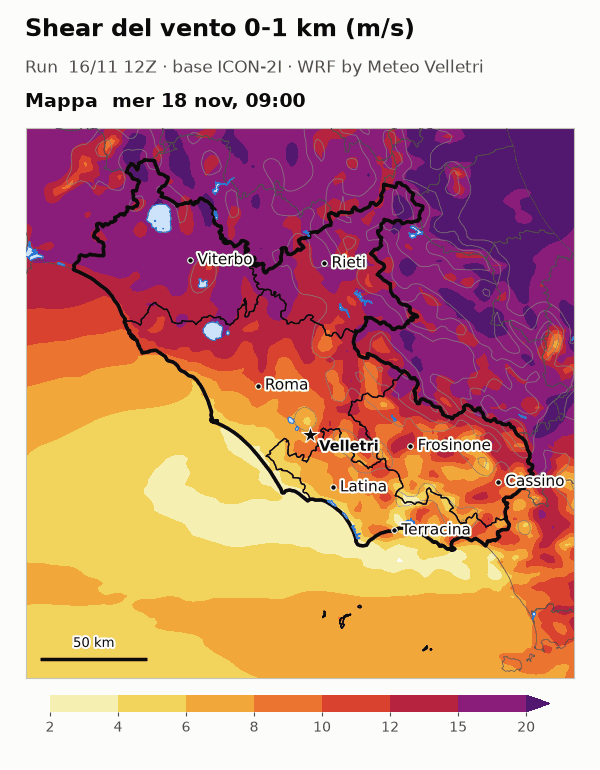 Shear del vento 0-1 km (m/s)
Run  16/11 12Z · base ICON-2I · WRF by Meteo Velletri
Mappa  mer 18 nov, 09:00
Viterbo
Rieti
Roma
Velletri
Frosinone
Latina
Cassino
Terracina
50 km
2 4 6 8 10 12 15 20